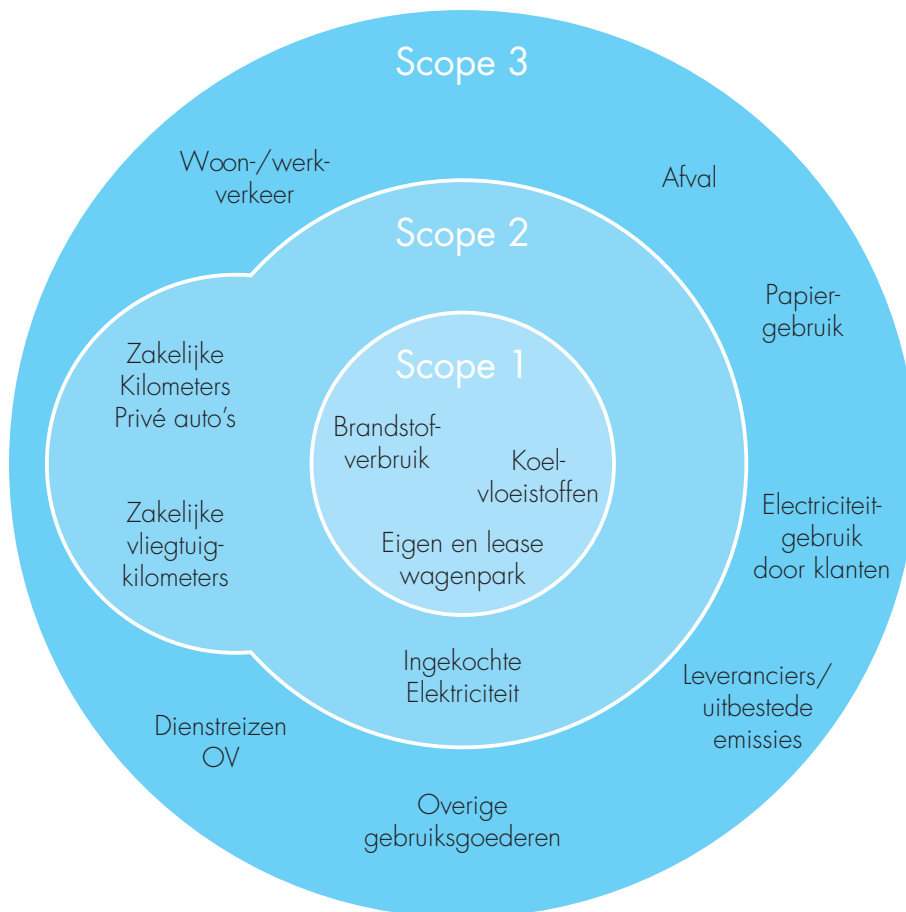 Scope 3
Woon-/werk-
verkeer
Afval
Scope 2
Papier-
gebruik
Zakelijke
Kilometers
Privé auto's
Scope 1
Brandstof-
verbruik
Koel-
vloeistoffen
Zakelijke
vliegtuig-
kilometers
Eigen en lease
wagenpark
Electriciteit-
gebruik
door klanten
Ingekochte
Elektriciteit
Leveranciers/
uitbestede
emissies
Dienstreizen
OV
Overige
gebruiksgoederen